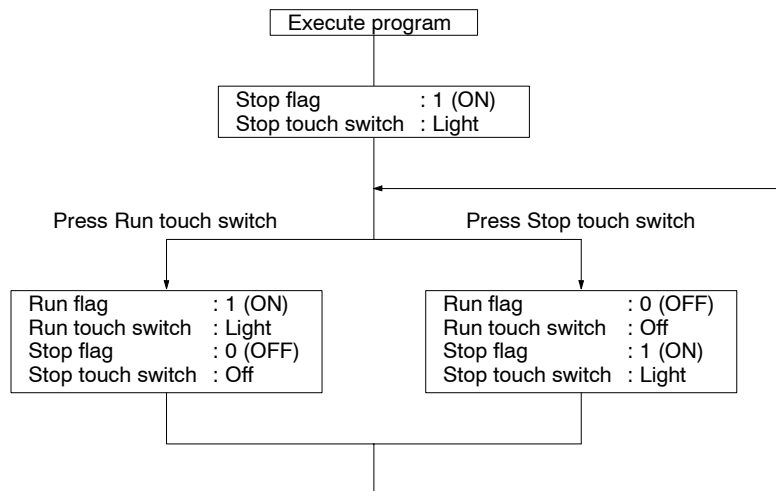 Execute program
Stop flag : 1 (ON)
Stop touch switch : Light
Press Run touch switch
Press Stop touch switch
Run flag : 1 (ON)
Run touch switch : Light
Stop flag : 0 (OFF)
Stop touch switch : Off
Run flag : 0 (OFF)
Run touch switch : Off
Stop flag : 1 (ON)
Stop touch switch : Light